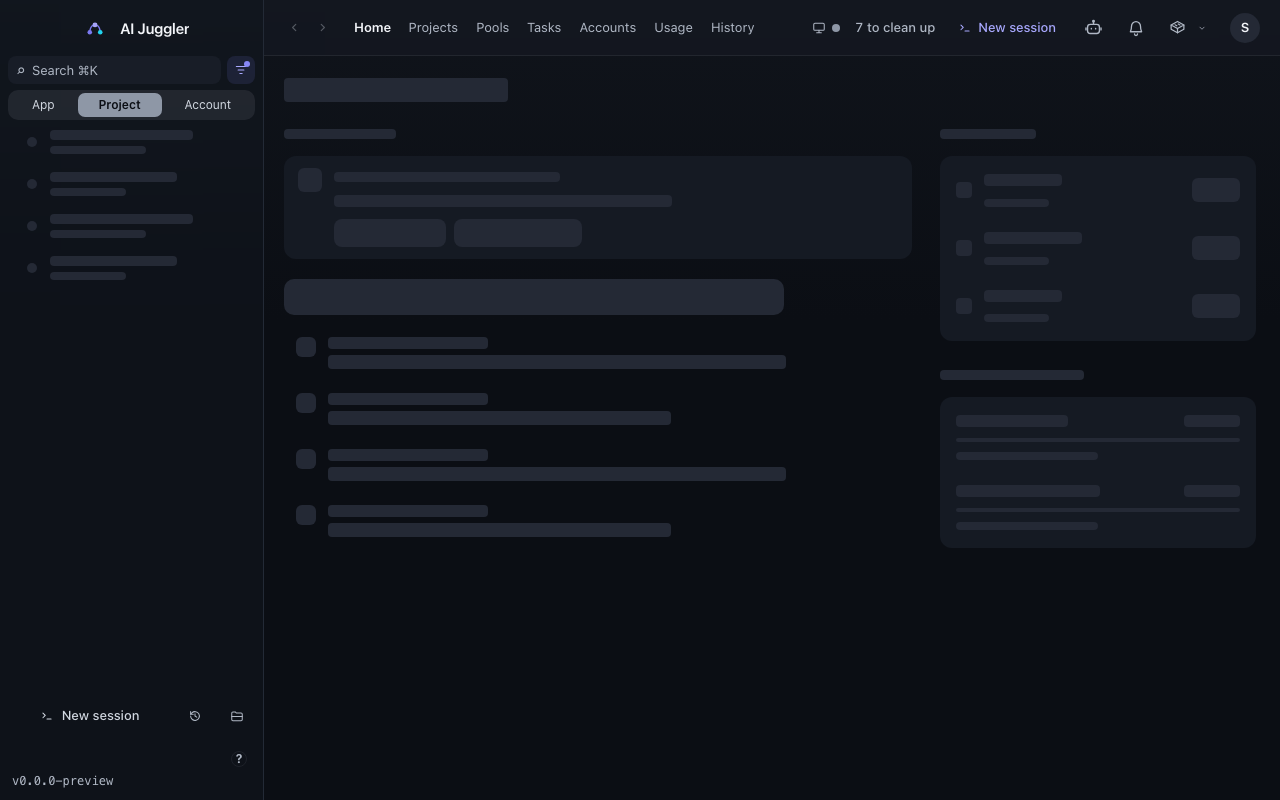 AI Juggler
Search ⌘K
App Project Account
Home Projects Pools Tasks Accounts Usage History
7 to clean up
New session
S
New session
?
v0.0.0-preview